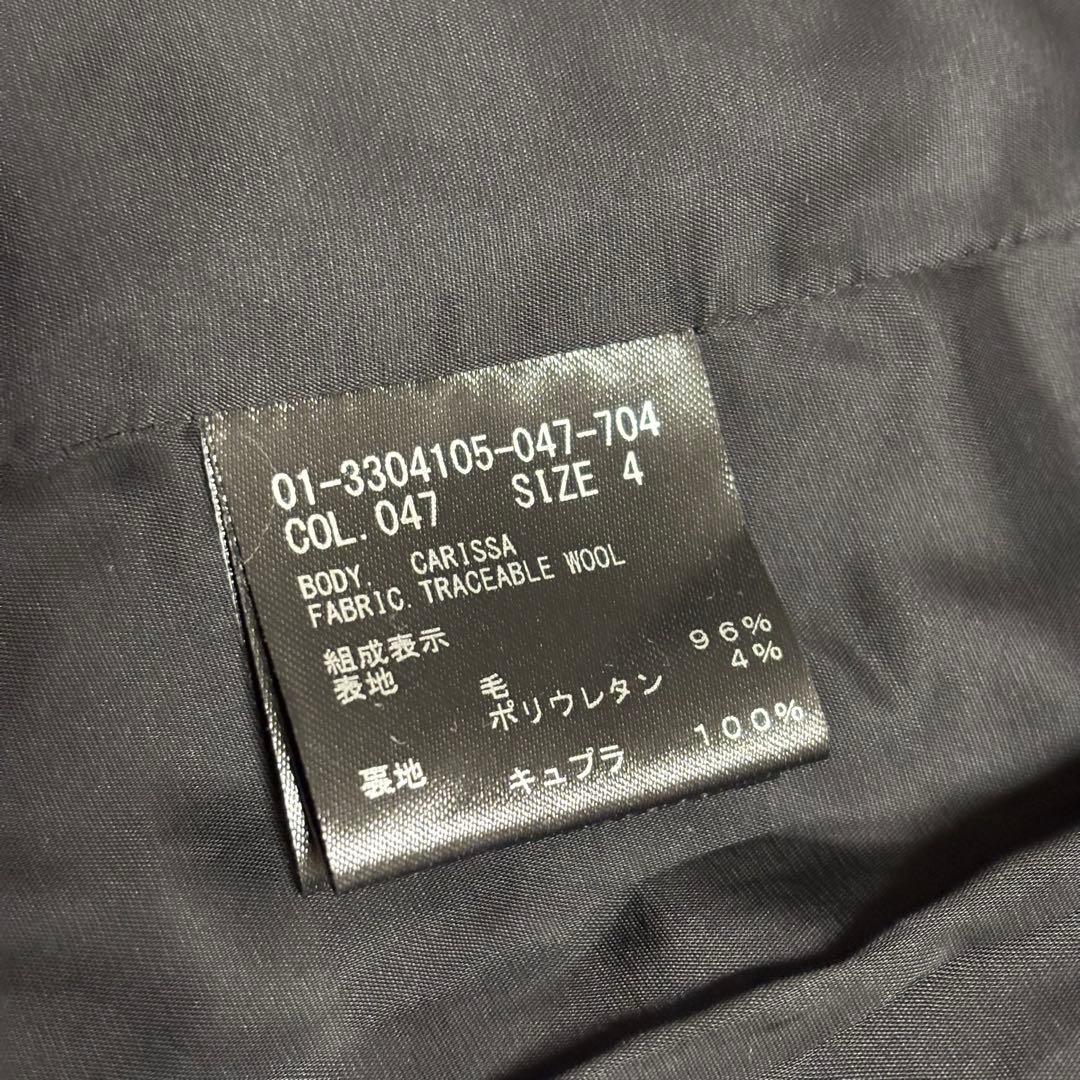 01-3304105-047-704
COL. 047 SIZE 4
BODY. CARISSA
FABRIC. TRACEABLE WOOL
組成表示
表地 毛 96%
ポリウレタン 4%
裏地 キュプラ 100%